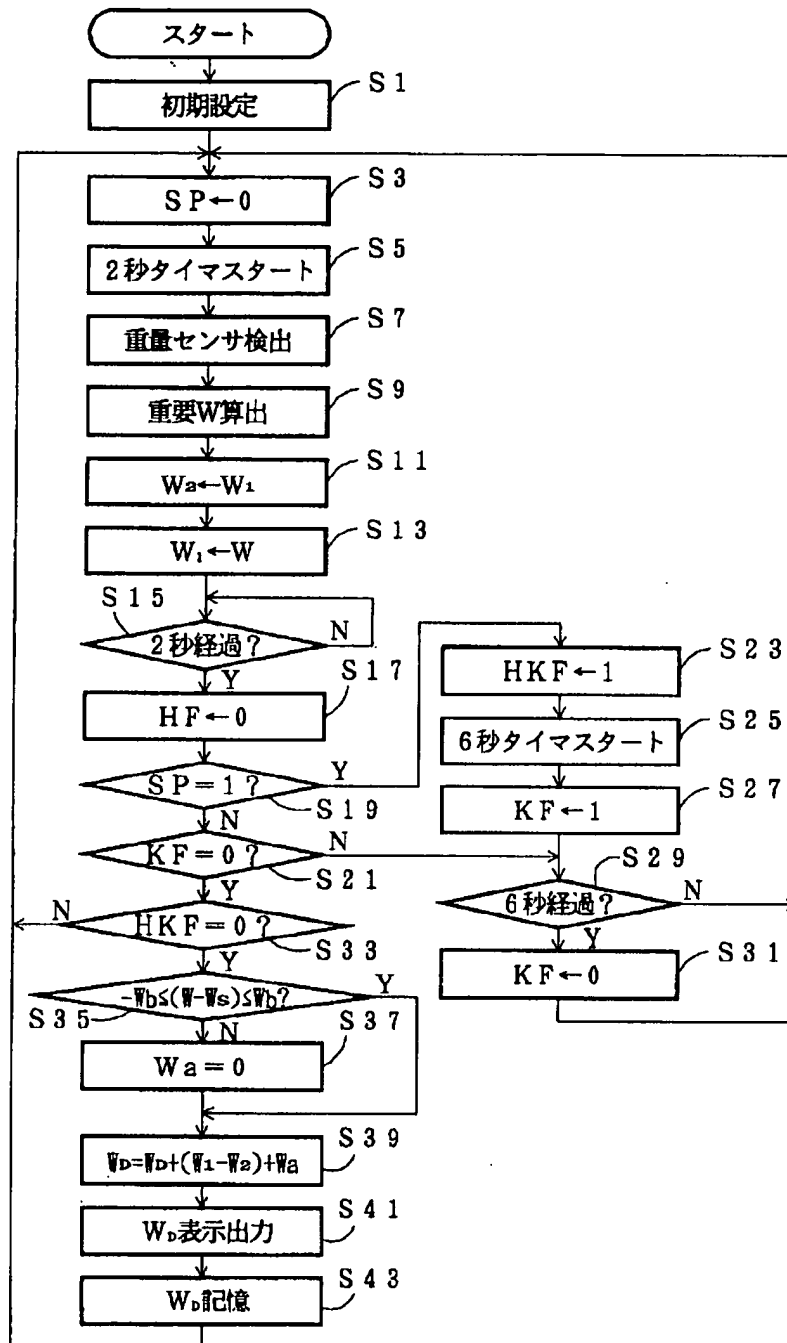 スタート
初期設定
S1
SP←0
S3
2秒タイマスタート
S5
重量センサ検出
S7
重要W算出
S9
W2←W1
S11
W1←W
S13
S15
2秒経過?
N
Y
HF←0
S17
SP=1?
Y
S19
N
KF=0?
N
S21
Y
N
HKF=0?
S33
Y
-Wb≤(W-Ws)≤Wb?
Y
S35
N
Wa=0
S37
WD=WD+(W1-W2)+Wa
S39
WD表示出力
S41
WD記憶
S43
HKF←1
S23
6秒タイマスタート
S25
KF←1
S27
S29
6秒経過?
N
Y
KF←0
S31